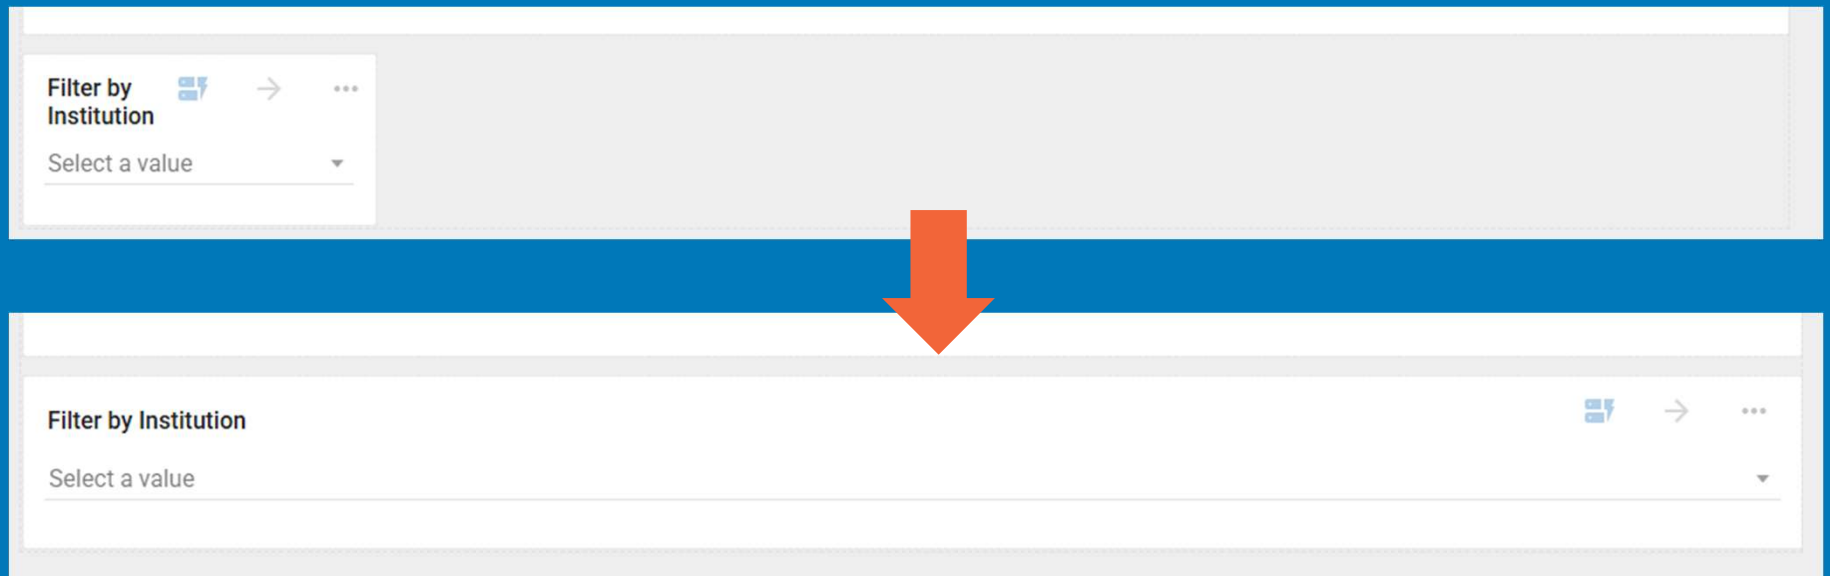 Filter by
Institution
Select a value
Filter by Institution
Select a value